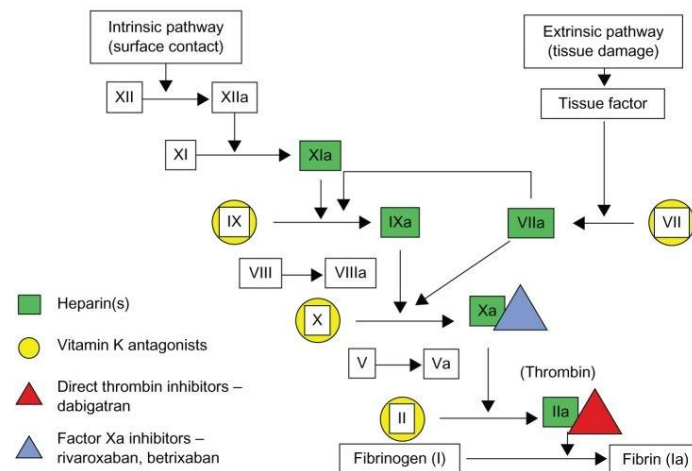 Intrinsic pathway
(surface contact)
Extrinsic pathway
(tissue damage)
XII
XIIa
Tissue factor
XI
XIa
IX
IXa
VIIa
VII
VIII
VIIIa
Heparin(s)
X
Xa
Vitamin K antagonists
V
Va
(Thrombin)
Direct thrombin inhibitors –
dabigatran
II
IIa
Factor Xa inhibitors –
rivaroxaban, betrixaban
Fibrinogen (I)
Fibrin (Ia)